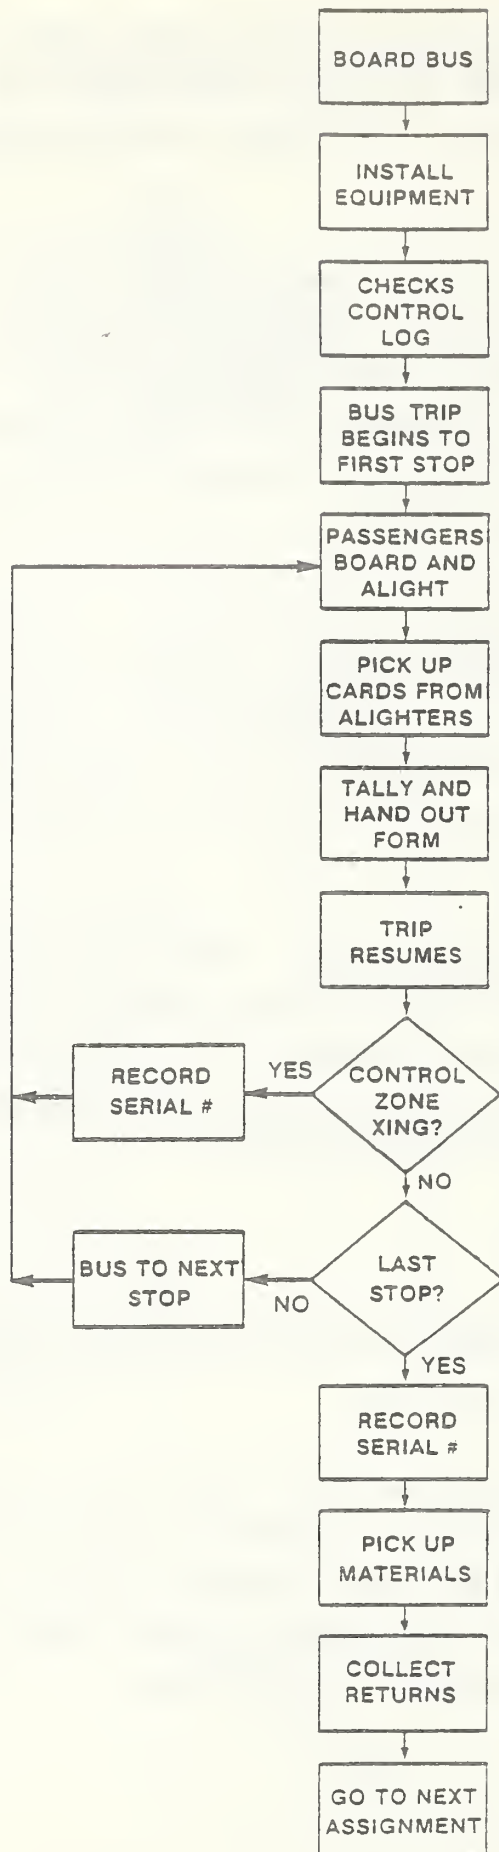 BOARD BUS
INSTALL
EQUIPMENT
CHECKS
CONTROL
LOG
BUS TRIP
BEGINS TO
FIRST STOP
PASSENGERS
BOARD AND
ALIGHT
PICK UP
CARDS FROM
ALIGHTERS
TALLY AND
HAND OUT
FORM
TRIP
RESUMES
CONTROL
ZONE
XING?
YES
RECORD
SERIAL #
NO
LAST
STOP?
NO
BUS TO NEXT
STOP
YES
RECORD
SERIAL #
PICK UP
MATERIALS
COLLECT
RETURNS
GO TO NEXT
ASSIGNMENT